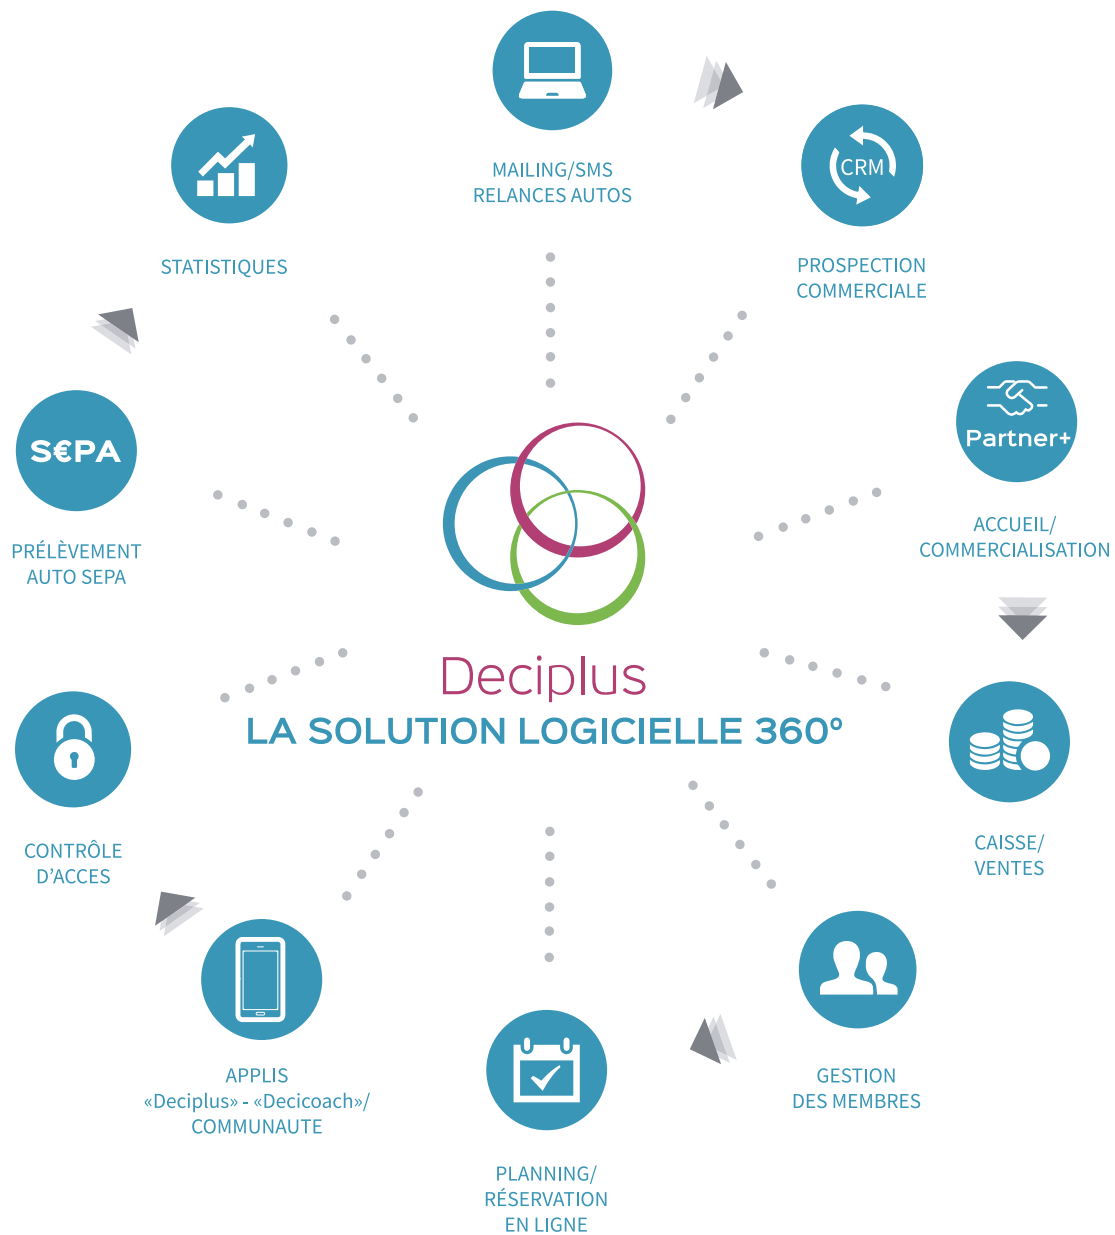 MAILING/SMS
RELANCES AUTOS
CRM
PROSPECTION
COMMERCIALE
Partner+
ACCUEIL/
COMMERCIALISATION
CAISSE/
VENTES
GESTION
DES MEMBRES
PLANNING/
RÉSERVATION
EN LIGNE
APPLIS
«Deciplus» - «Decicoach»/
COMMUNAUTE
CONTRÔLE
D'ACCES
S€PA
PRÉLÈVEMENT
AUTO SEPA
STATISTIQUES
Deciplus
LA SOLUTION LOGICIELLE 360°